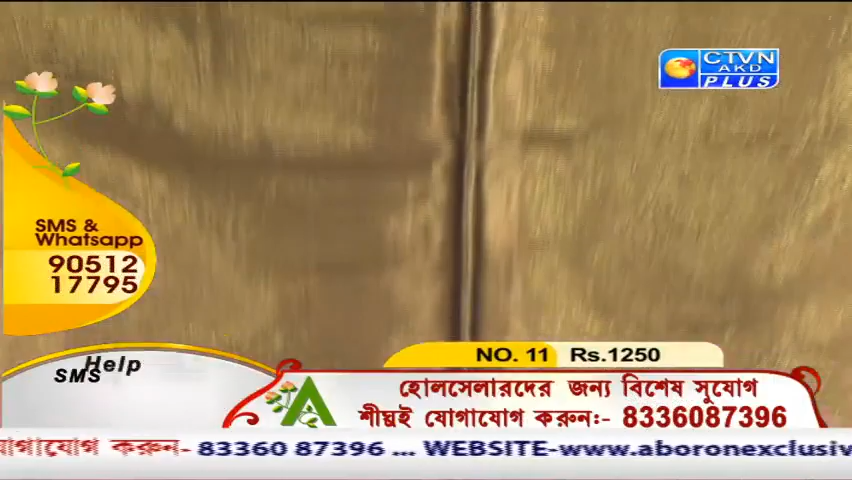 CTVN
AKD
PLUS
SMS &
Whatsapp
90512
17795
NO. 11 Rs.1250
Help
SMS
হোলসেলারদের জন্য বিশেষ সুযোগ
শীঘ্রই যোগাযোগ করুন:- 8336087396
যোগাযোগ করুন- 83360 87396 ... WEBSITE-www.aboronexclusiv